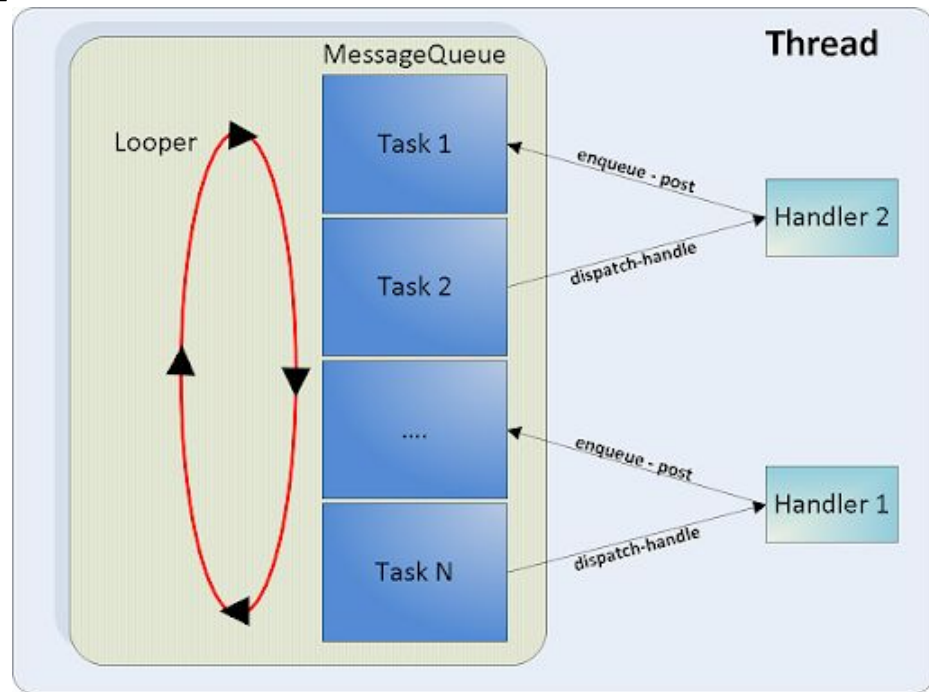 Thread
MessageQueue
Looper
Task 1
enqueue - post
Handler 2
dispatch-handle
Task 2
....
enqueue - post
Handler 1
dispatch-handle
Task N